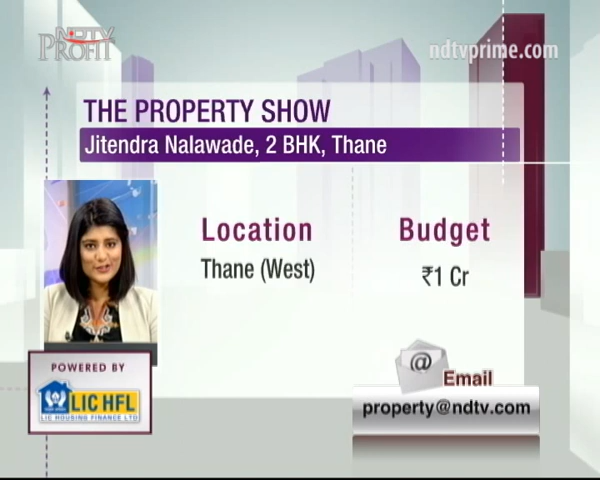 NDTV
PROFIT
ndtvprime.com
THE PROPERTY SHOW
Jitendra Nalawade, 2 BHK, Thane
Location
Budget
Thane (West)
₹1 Cr
POWERED BY
LIC HFL
LIC HOUSING FINANCE LTD
@
Email
property@ndtv.com